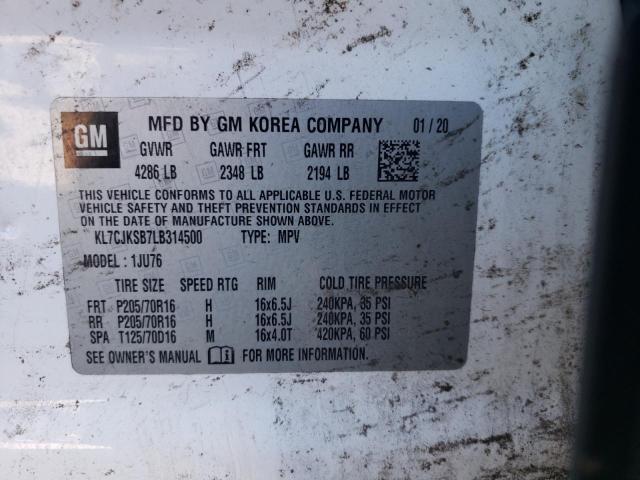 GM
MFD BY GM KOREA COMPANY 01/20
GVWR GAWR FRT GAWR RR
4286 LB 2348 LB 2194 LB
THIS VEHICLE CONFORMS TO ALL APPLICABLE U.S. FEDERAL MOTOR
VEHICLE SAFETY AND THEFT PREVENTION STANDARDS IN EFFECT ON
THE DATE OF MANUFACTURE SHOWN ABOVE.
KL7CJKSB7LB314500 TYPE: MPV
MODEL : 1JU76
TIRE SIZE SPEED RTG RIM COLD TIRE PRESSURE
FRT P205/70R16 H 16x6.5J 240KPA, 35 PSI
RR P205/70R16 H 16x6.5J 240KPA, 35 PSI
SPA T125/70D16 M 16x4.0T 420KPA, 60 PSI
SEE OWNER'S MANUAL FOR MORE INFORMATION.